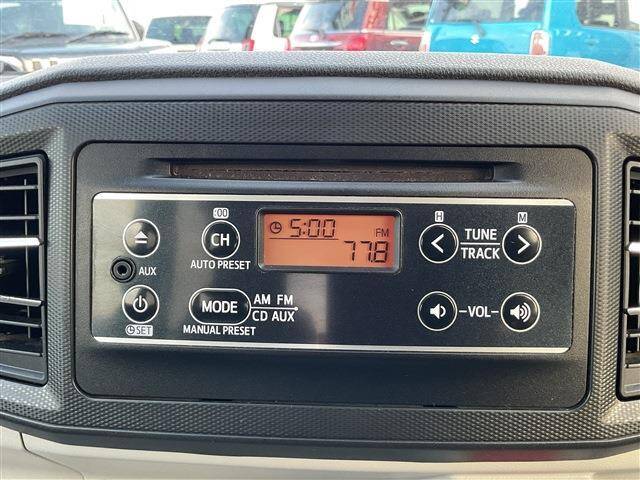 :00
H
M
5:00
FM
77.8
CH
AUTO PRESET
TUNE
TRACK
AUX
MODE
AM FM
CD AUX
MANUAL PRESET
SET
-VOL-